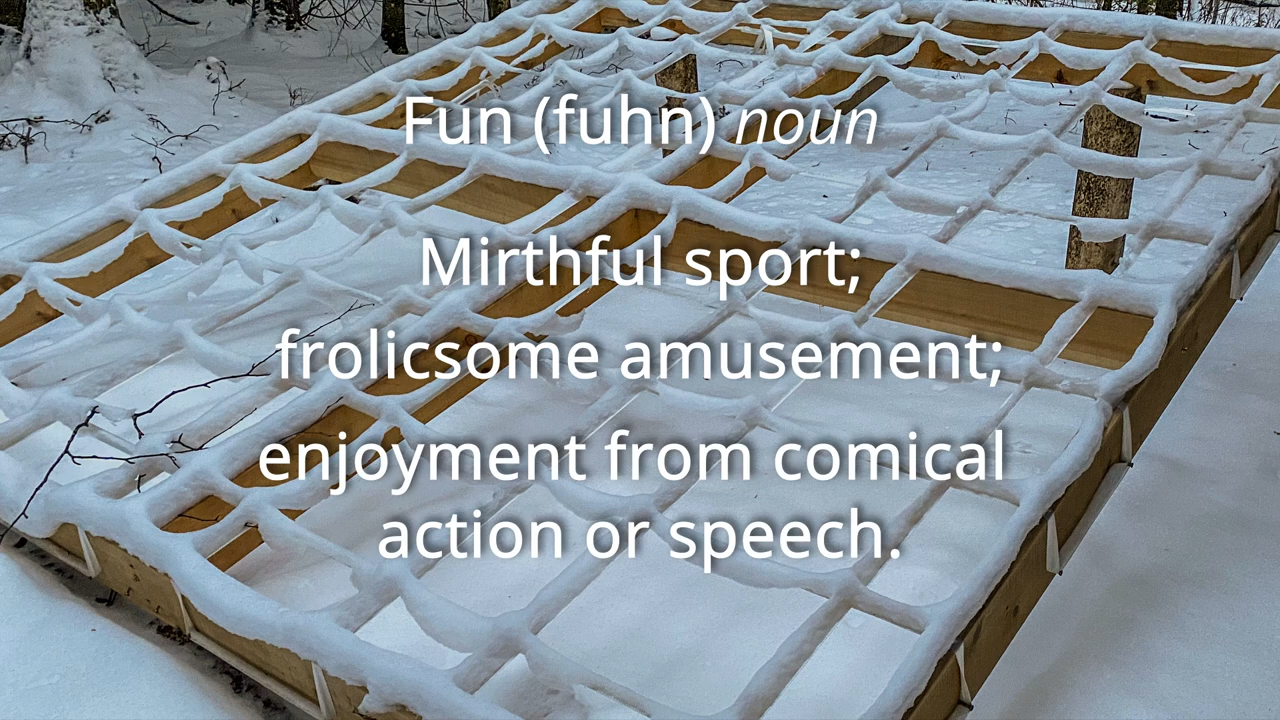 Fun (fuhn) noun
Mirthful sport;
frolicsome amusement;
enjoyment from comical
action or speech.